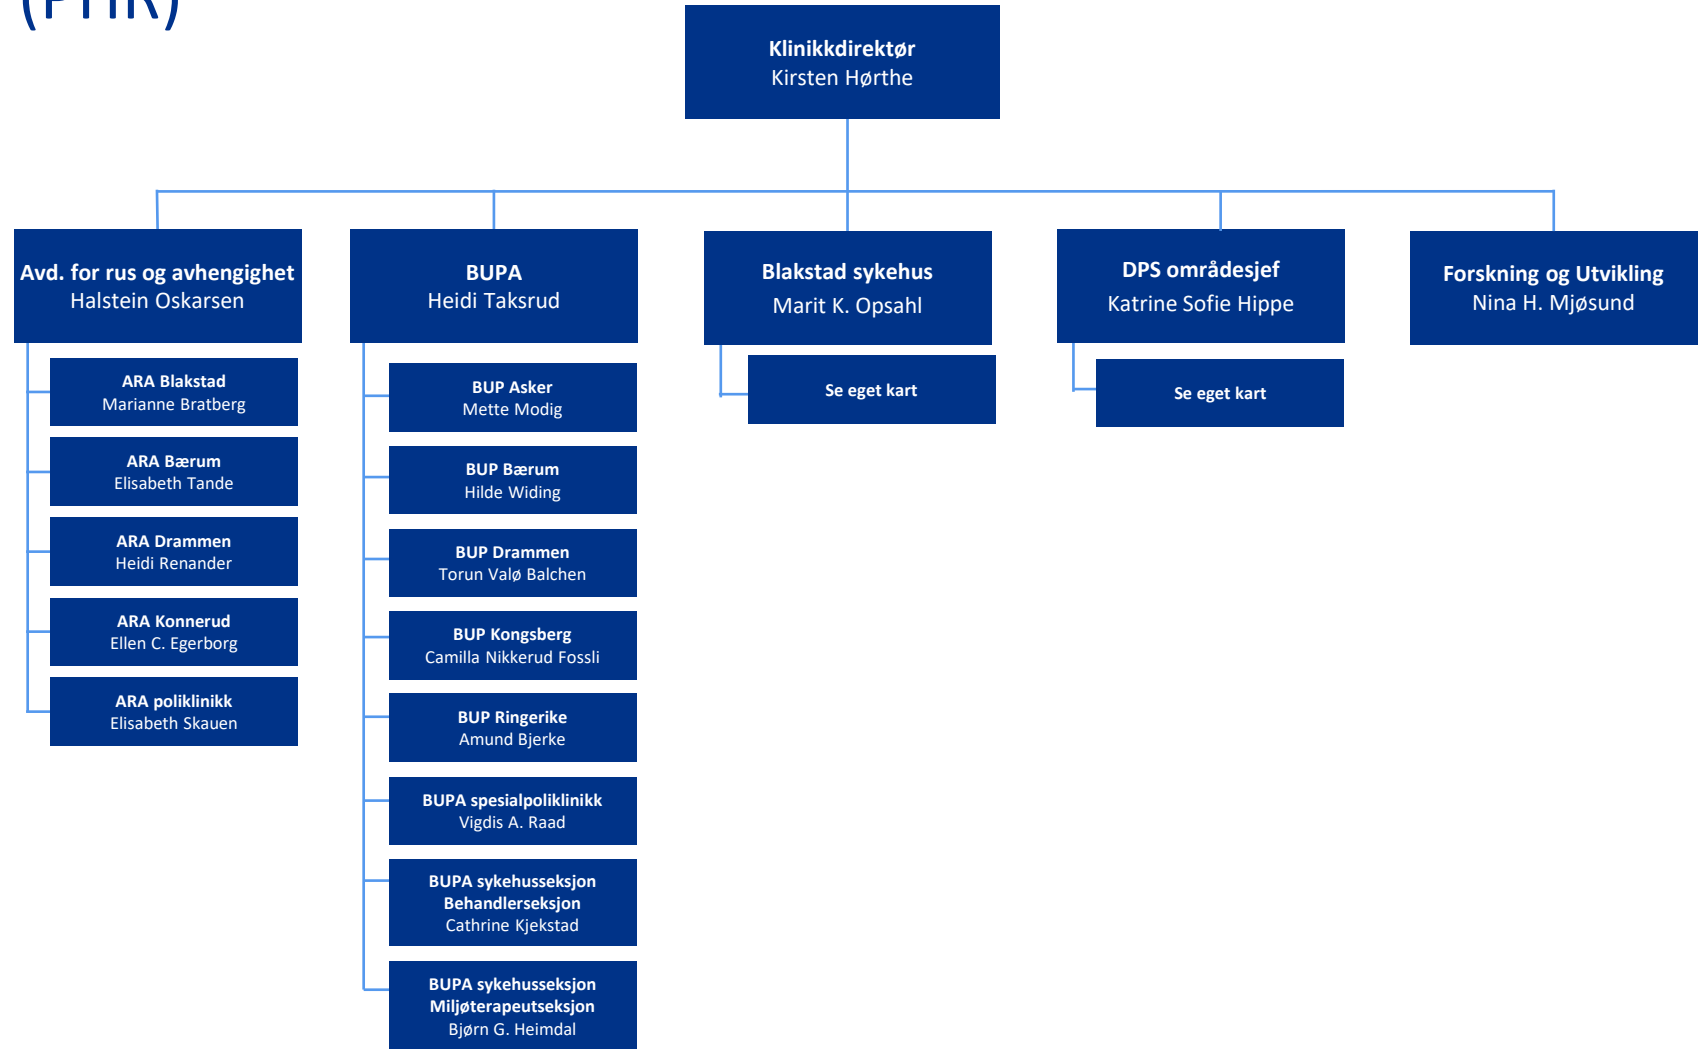 (PHR)
Klinikkdirektør
Kirsten Hørthe
Avd. for rus og avhengighet
Halstein Oskarsen
ARA Blakstad
Marianne Bratberg
ARA Bærum
Elisabeth Tande
ARA Drammen
Heidi Renander
ARA Konnerud
Ellen C. Egerborg
ARA poliklinikk
Elisabeth Skauen
BUPA
Heidi Taksrud
BUP Asker
Mette Modig
BUP Bærum
Hilde Widing
BUP Drammen
Torun Valø Balchen
BUP Kongsberg
Camilla Nikkerud Fossli
BUP Ringerike
Amund Bjerke
BUPA spesialpoliklinikk
Vigdis A. Raad
BUPA sykehusseksjon
Behandlerseksjon
Cathrine Kjekstad
BUPA sykehusseksjon
Miljøterapeutseksjon
Bjørn G. Heimdal
Blakstad sykehus
Marit K. Opsahl
Se eget kart
DPS områdesjef
Katrine Sofie Hippe
Se eget kart
Forskning og Utvikling
Nina H. Mjøsund